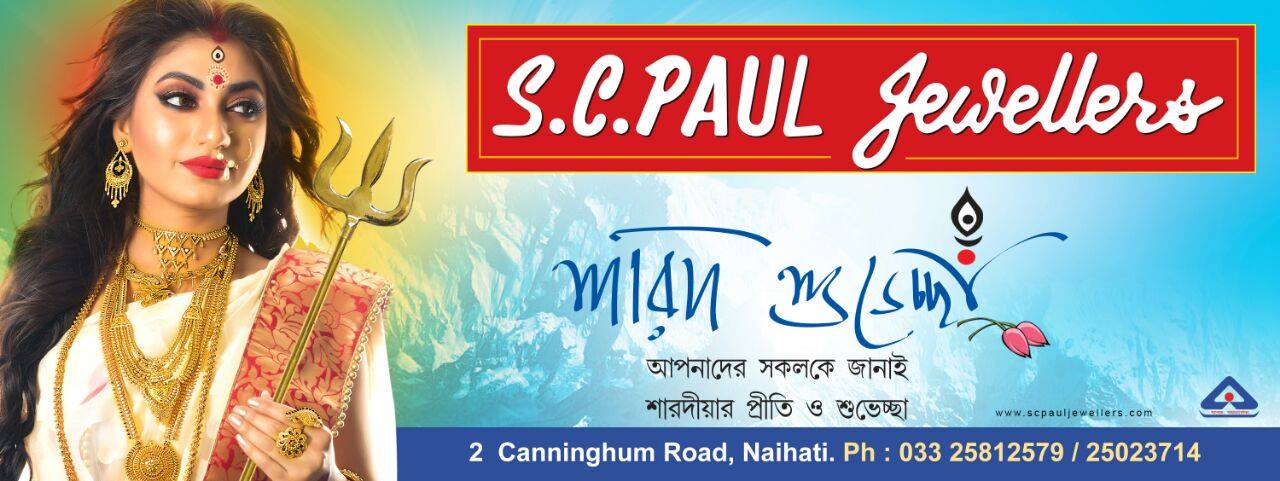 S.C.PAUL Jewellers
শারদ শুভেচ্ছা
আপনাদের সকলকে জানাই
শারদীয়ার প্রীতি ও শুভেচ্ছা
www.scpauljewellers.com
2 Canninghum Road, Naihati. Ph : 033 25812579 / 25023714